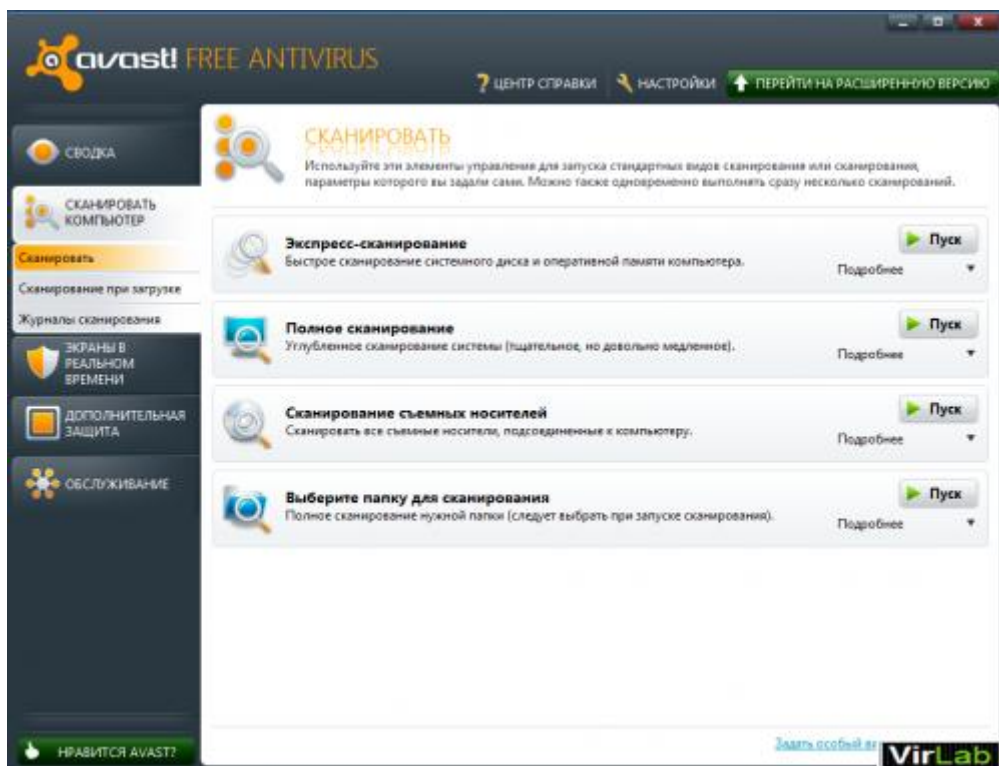 avast! FREE ANTIVIRUS
ЦЕНТР СПРАВКИ
НАСТРОЙКИ
ПЕРЕЙТИ НА РАСШИРЕННУЮ ВЕРСИЮ
СВОДКА
СКАНИРОВАТЬ
КОМПЬЮТЕР
Сканировать
Сканирование при загрузке
Журналы сканирования
ЭКРАНЫ В
РЕАЛЬНОМ
ВРЕМЕНИ
ДОПОЛНИТЕЛЬНАЯ
ЗАЩИТА
ОБСЛУЖИВАНИЕ
НРАВИТСЯ AVAST?
СКАНИРОВАТЬ
Используйте эти элементы управления для запуска стандартных видов сканирования или сканирования,
параметры которого вы задали сами. Можно также одновременно выполнять сразу несколько сканирований.
Экспресс-сканирование
Быстрое сканирование системного диска и оперативной памяти компьютера.
Пуск
Подробнее
Полное сканирование
Углубленное сканирование системы (тщательное, но довольно медленное).
Пуск
Подробнее
Сканирование съемных носителей
Сканировать все съемные носители, подсоединенные к компьютеру.
Пуск
Подробнее
Выберите папку для сканирования
Полное сканирование нужной папки (следует выбрать при запуске сканирования).
Пуск
Подробнее
Задать особый
VirLab